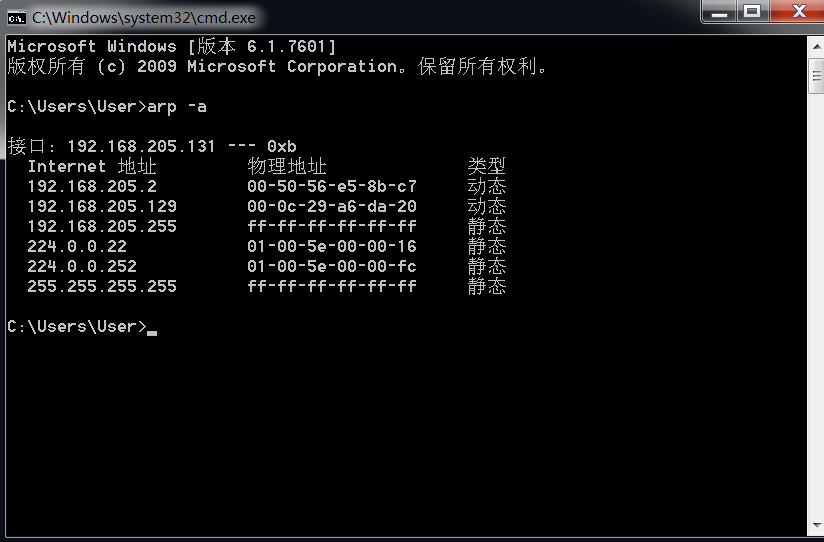 C:\Windows\system32\cmd.exe
Microsoft Windows [版本 6.1.7601]
版权所有 (c) 2009 Microsoft Corporation。保留所有权利。
C:\Users\User>arp -a
接口: 192.168.205.131 --- 0xb
Internet 地址 物理地址 类型
192.168.205.2 00-50-56-e5-8b-c7 动态
192.168.205.129 00-0c-29-a6-da-20 动态
192.168.205.255 ff-ff-ff-ff-ff-ff 静态
224.0.0.22 01-00-5e-00-00-16 静态
224.0.0.252 01-00-5e-00-00-fc 静态
255.255.255.255 ff-ff-ff-ff-ff-ff 静态
C:\Users\User>